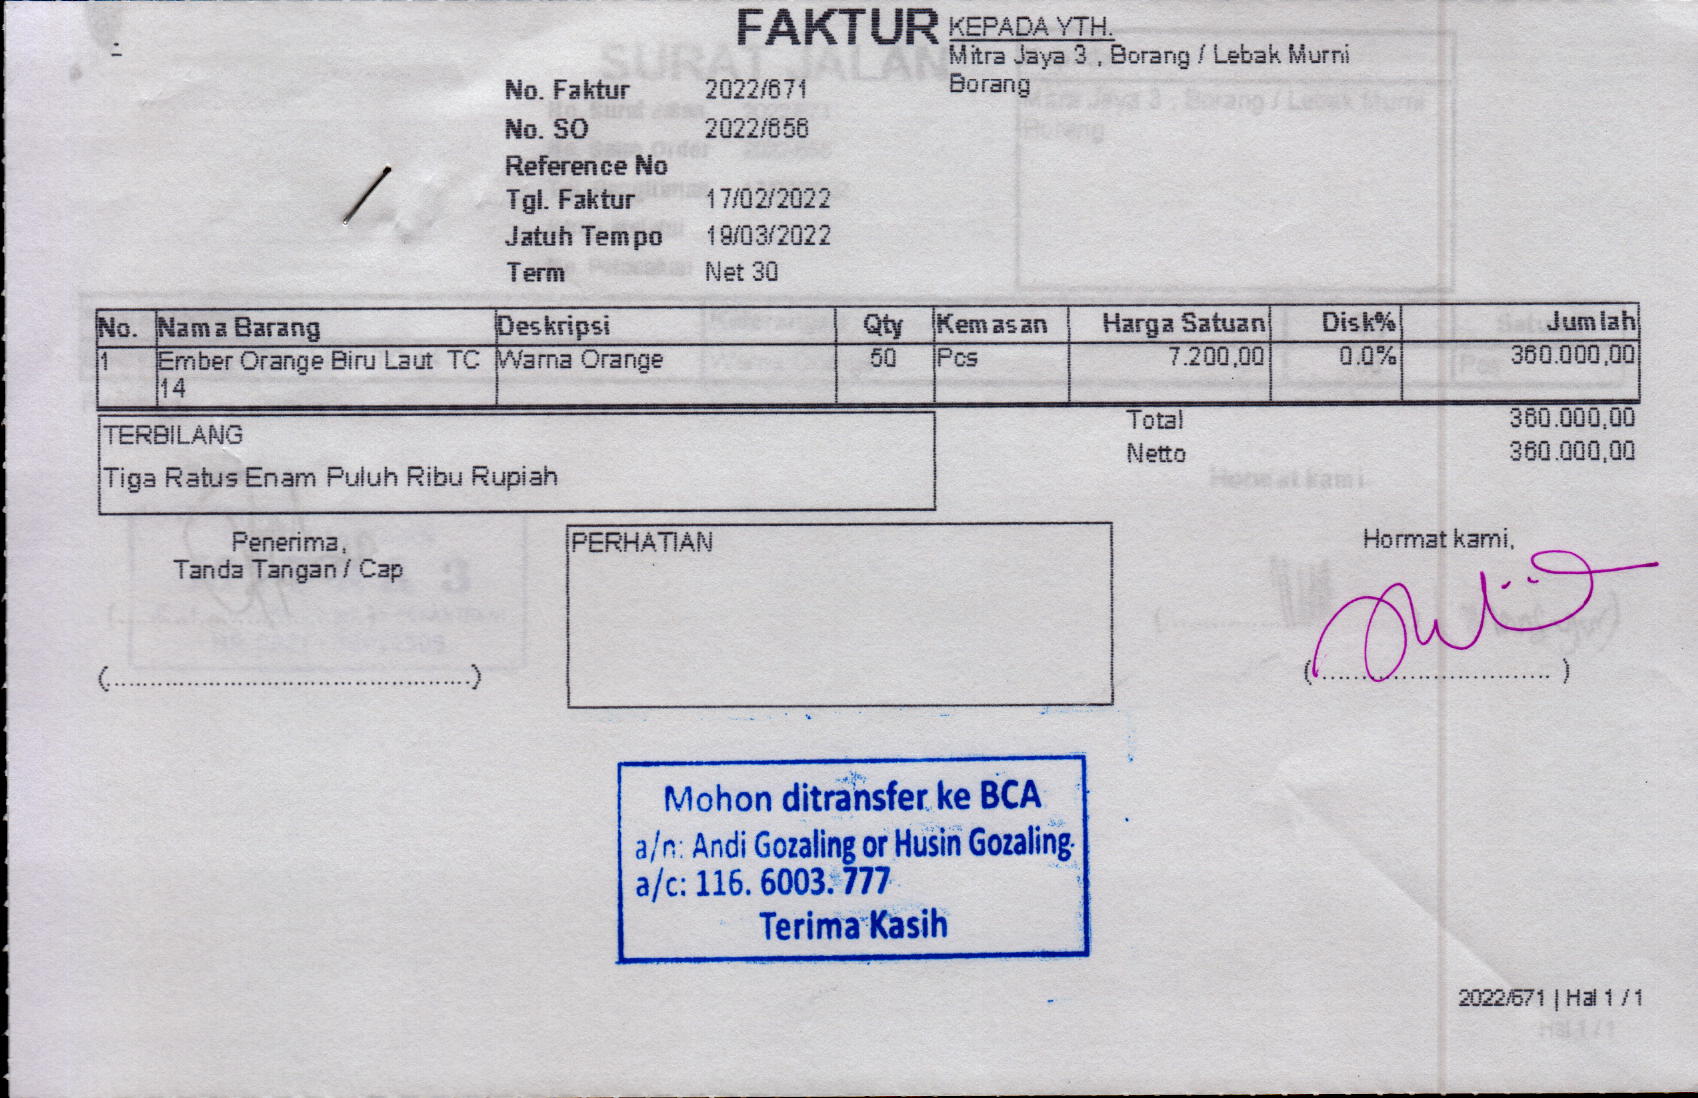 FAKTUR
KEPADA YTH.
Mitra Jaya 3 , Borang / Lebak Murni
Borang
No. Faktur 2022/671
No. SO 2022/656
Reference No
Tgl. Faktur 17/02/2022
Jatuh Tempo 19/03/2022
Term Net 30
No. Nama Barang Deskripsi Qty Kemasan Harga Satuan Disk% Jumlah
1 Ember Orange Biru Laut TC Warna Orange 50 Pcs 7.200,00 0.0% 360.000,00
14
Total 360.000,00
Netto 360.000,00
TERBILANG
Tiga Ratus Enam Puluh Ribu Rupiah
Penerima,
Tanda Tangan / Cap
(................................................)
PERHATIAN
Hormat kami,
(.............................. )
Mohon ditransfer ke BCA
a/n: Andi Gozaling or Husin Gozaling
a/c: 116. 6003. 777
Terima Kasih
2022/671 | Hal 1 / 1